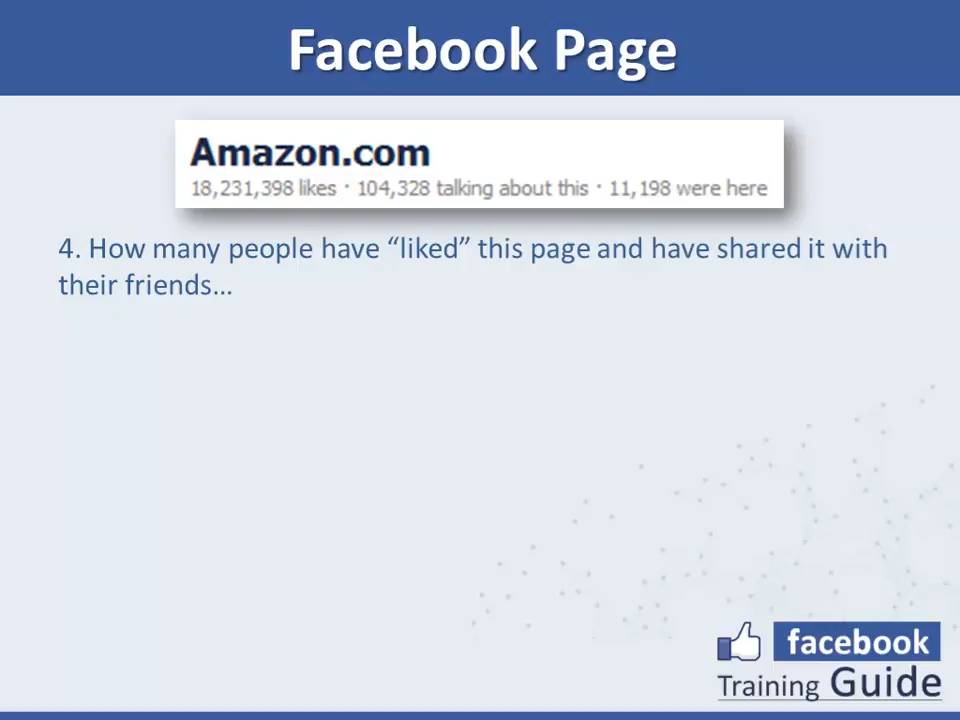 Facebook Page
Amazon.com
18,231,398 likes · 104,328 talking about this · 11,198 were here
4. How many people have “liked” this page and have shared it with
their friends…
facebook
Training Guide